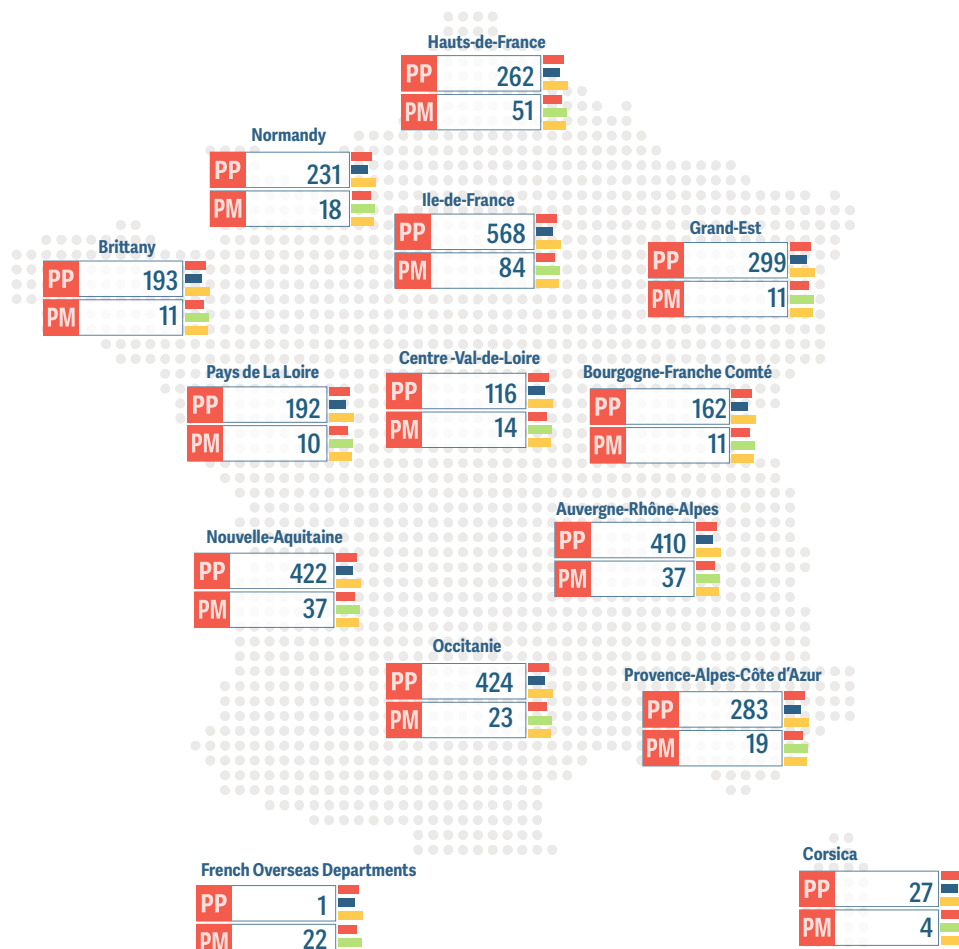 Hauts-de-France
PP 262
PM 51
Normandy
PP 231
PM 18
Ile-de-France
PP 568
PM 84
Grand-Est
PP 299
PM 11
Brittany
PP 193
PM 11
Pays de La Loire
PP 192
PM 10
Centre -Val-de-Loire
PP 116
PM 14
Bourgogne-Franche Comté
PP 162
PM 11
Auvergne-Rhône-Alpes
PP 410
PM 37
Nouvelle-Aquitaine
PP 422
PM 37
Occitanie
PP 424
PM 23
Provence-Alpes-Côte d'Azur
PP 283
PM 19
Corsica
PP 27
PM 4
French Overseas Departments
PP 1
PM 22